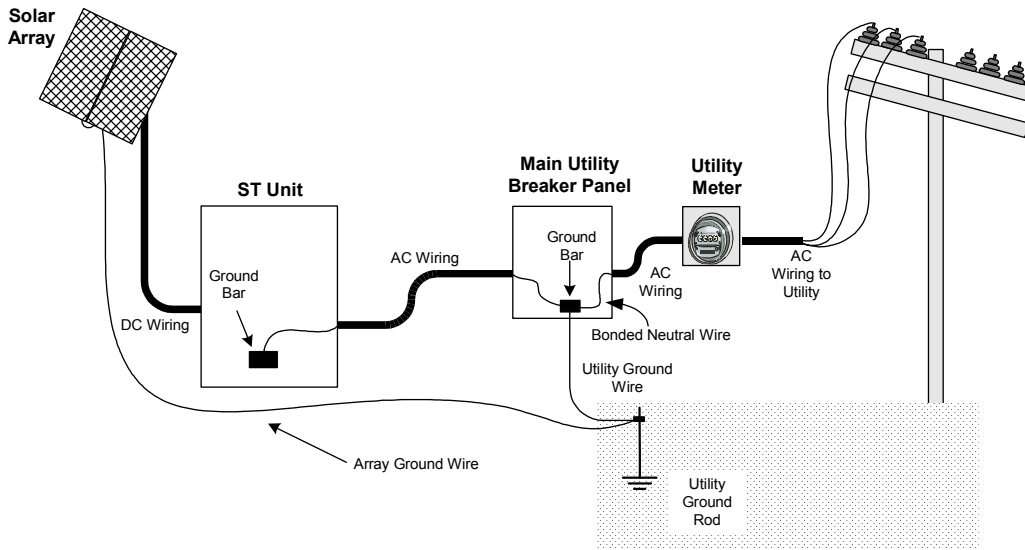 Solar
Array
ST Unit
Main Utility
Breaker Panel
Utility
Meter
Ground
Bar
AC Wiring
Ground
Bar
DC Wiring
AC
Wiring
AC
Wiring to
Utility
Bonded Neutral Wire
Utility Ground
Wire
Array Ground Wire
Utility
Ground
Rod